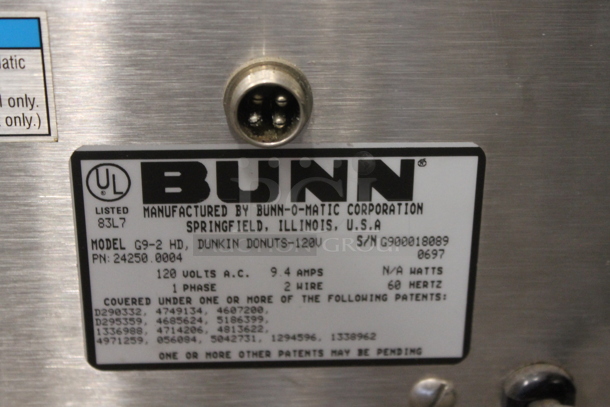 atic
l only.
only.)
UL
LISTED
83L7
BUNN®
MANUFACTURED BY BUNN-O-MATIC CORPORATION
SPRINGFIELD, ILLINOIS, U.S.A
MODEL G9-2 HD, DUNKIN DONUTS-120V S/N G900018089
PN: 24250.0004 0697
120 VOLTS A.C. 9.4 AMPS N/A WATTS
1 PHASE 2 WIRE 60 HERTZ
COVERED UNDER ONE OR MORE OF THE FOLLOWING PATENTS:
D290332, 4749134, 4607200,
D295359, 4685624, 5186399,
1336988, 4714206, 4813622,
4971259, 056084, 5042731, 1294596, 1338962
ONE OR MORE OTHER PATENTS MAY BE PENDING